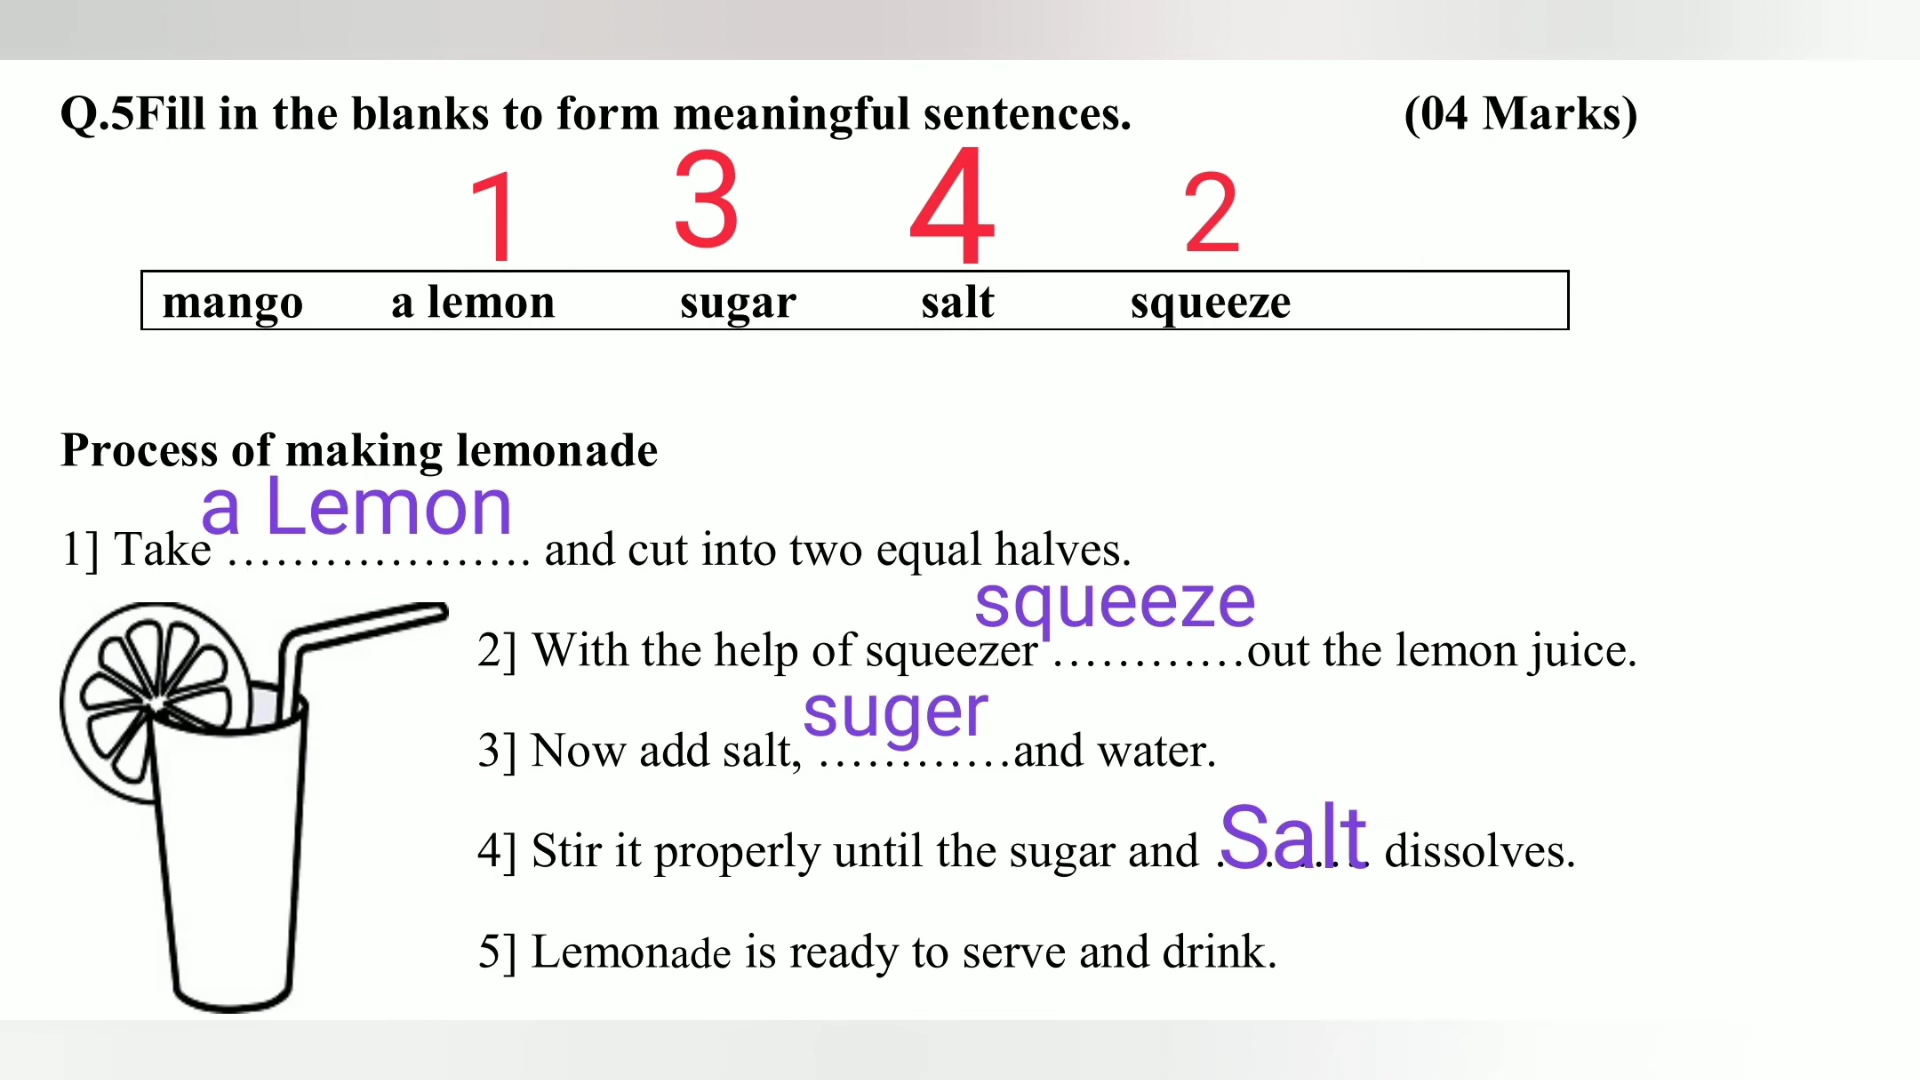 Q.5Fill in the blanks to form meaningful sentences. (04 Marks)
1 3 4 2
mango a lemon sugar salt squeeze
Process of making lemonade
a Lemon
1] Take ………………. and cut into two equal halves.
squeeze
2] With the help of squeezer …………out the lemon juice.
suger
3] Now add salt, …………and water.
Salt
4] Stir it properly until the sugar and ……… dissolves.
5] Lemonade is ready to serve and drink.